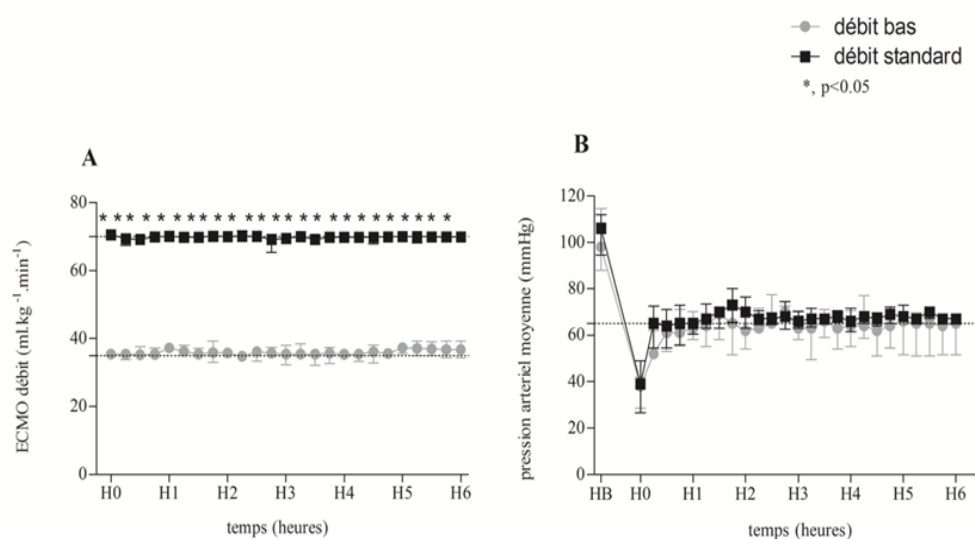 débit bas
débit standard
*, p<0.05
A
B
ECMO débit (ml.kg⁻¹.min⁻¹)
80
60
40
20
0
* * * * * * * * * * * * * * * * * * * * * * * * *
H0 H1 H2 H3 H4 H5 H6
temps (heures)
pression arteriel moyenne (mmHg)
120
100
80
60
40
20
0
HB H0 H1 H2 H3 H4 H5 H6
temps (heures)